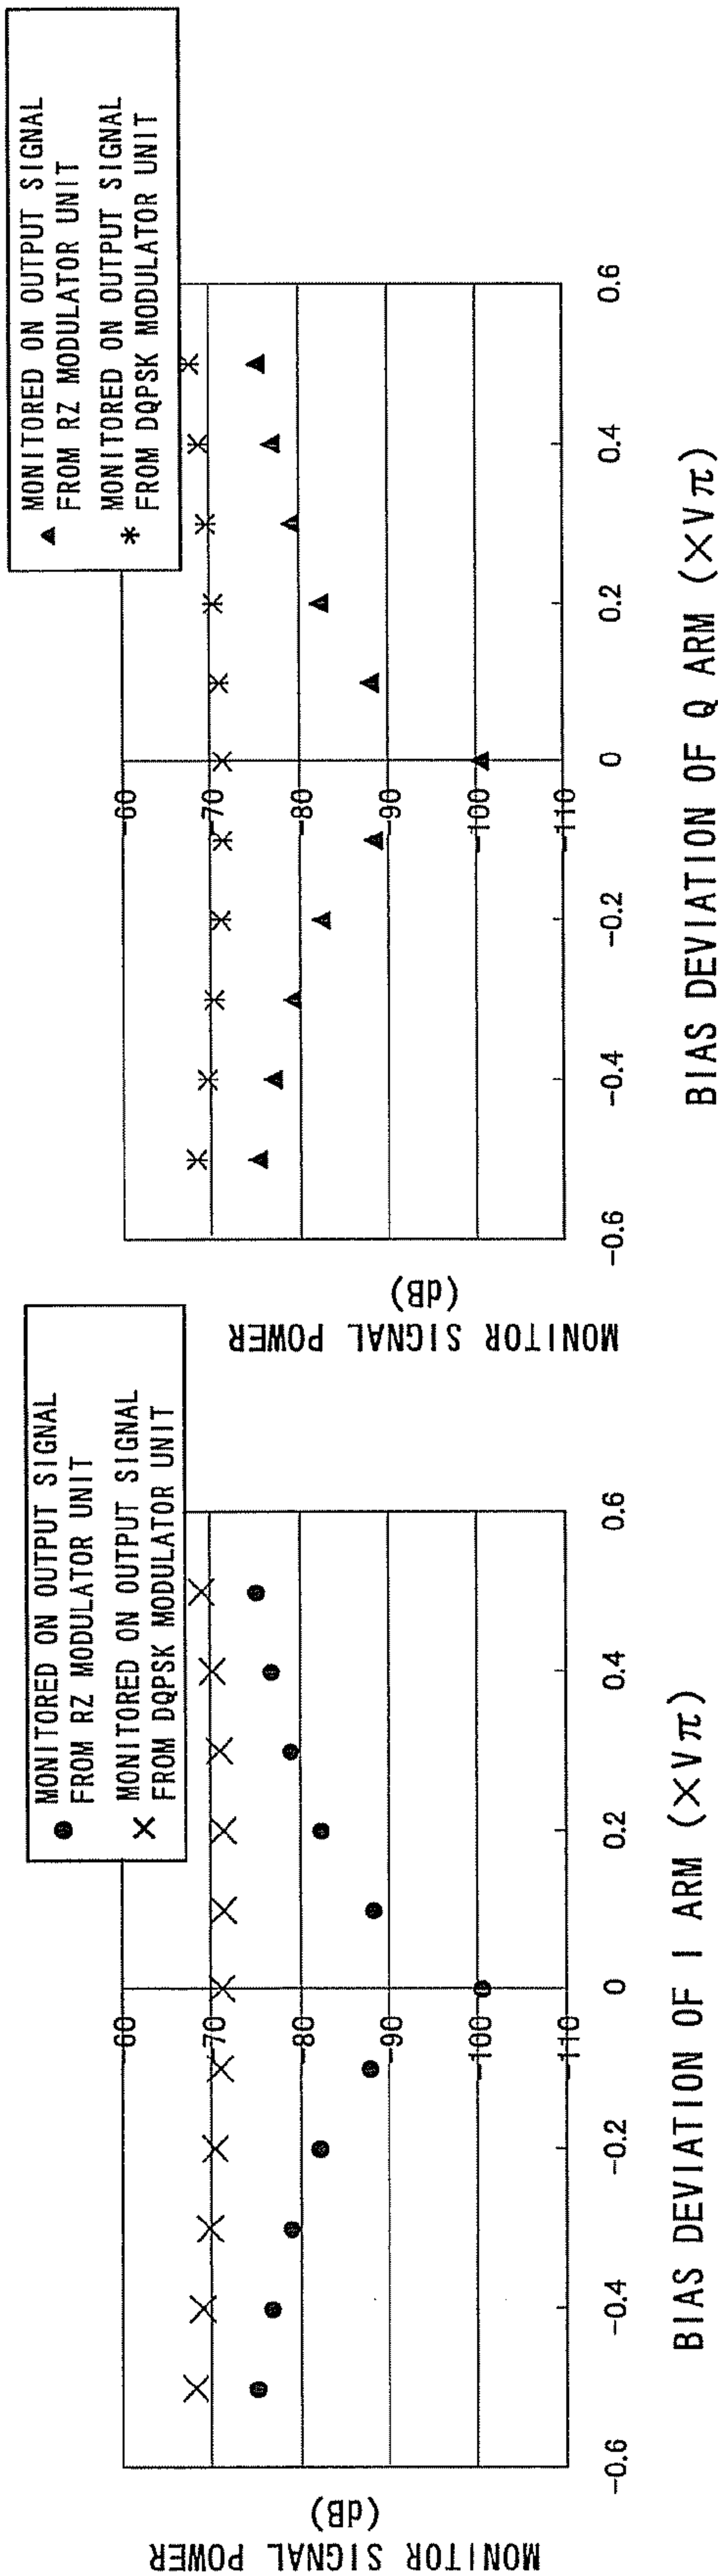 MONITORED ON OUTPUT SIGNAL
FROM RZ MODULATOR UNIT
MONITORED ON OUTPUT SIGNAL
FROM DQPSK MODULATOR UNIT
MONITOR SIGNAL POWER
(dB)
-60
-70
-80
-90
-100
-110
-0.6
-0.4
-0.2
0
0.2
0.4
0.6
BIAS DEVIATION OF I ARM (×Vπ)
MONITORED ON OUTPUT SIGNAL
FROM RZ MODULATOR UNIT
MONITORED ON OUTPUT SIGNAL
FROM DQPSK MODULATOR UNIT
MONITOR SIGNAL POWER
(dB)
-60
-70
-80
-90
-100
-110
-0.6
-0.4
-0.2
0
0.2
0.4
0.6
BIAS DEVIATION OF Q ARM (×Vπ)